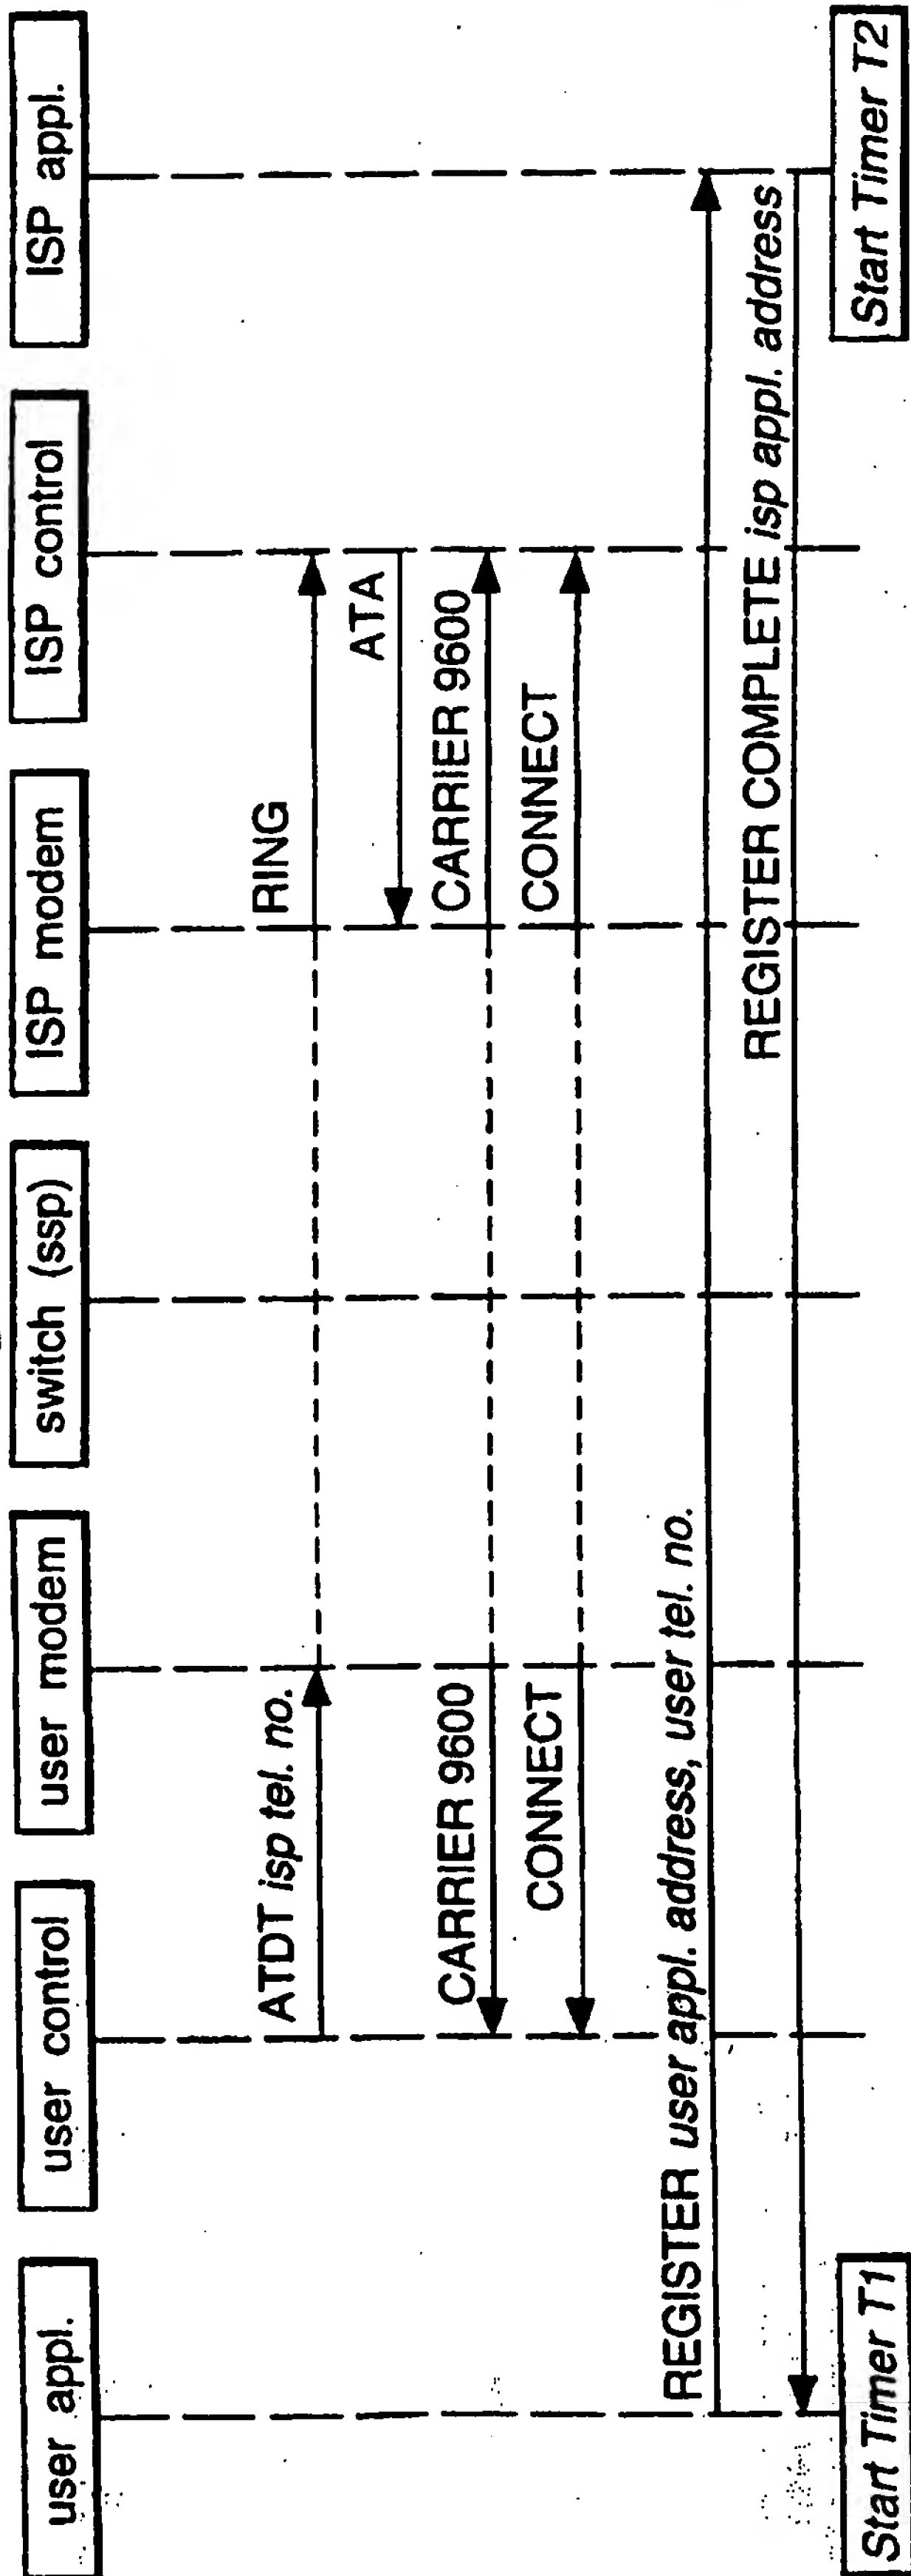 user appl.
user control
user modem
switch (ssp)
ISP modem
ISP control
ISP appl.
ATDT isp tel. no.
RING
ATA
CARRIER 9600
CARRIER 9600
CONNECT
CONNECT
REGISTER user appl. address, user tel. no.
REGISTER COMPLETE isp appl. address
Start Timer T1
Start Timer T2